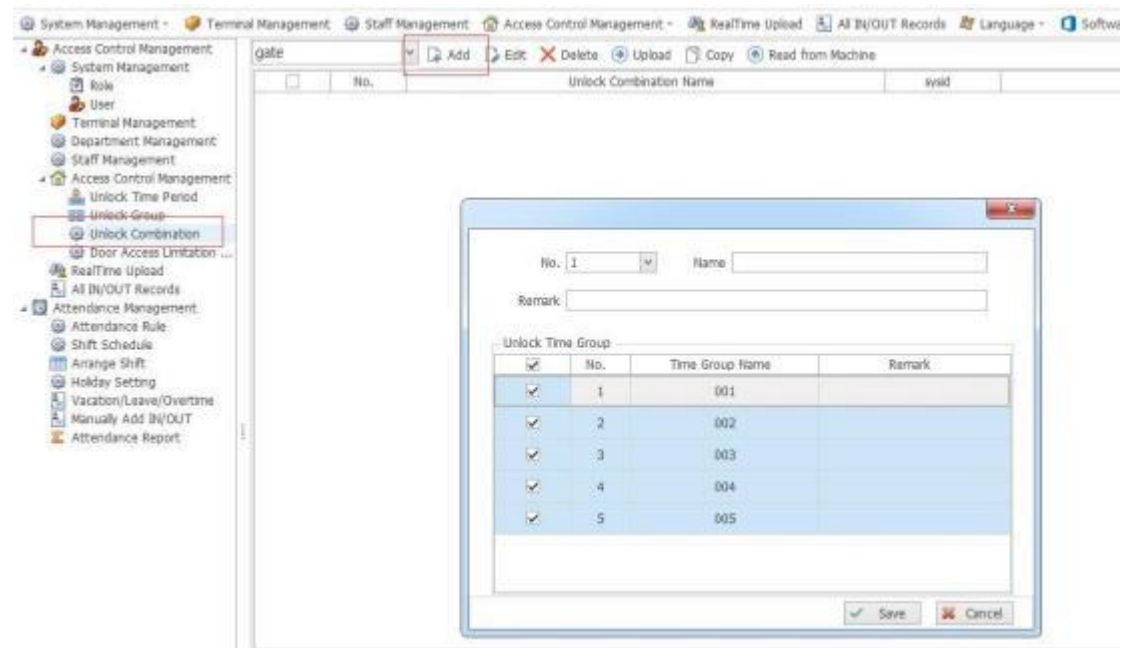 System Management Terminal Management Staff Management Access Control Management RealTime Upload All IN/OUT Records Language Softwa
Access Control Management
System Management
Role
User
Terminal Management
Department Management
Staff Management
Access Control Management
Unlock Time Period
Unlock Group
Unlock Combination
Door Access Limitation ...
RealTime Upload
All IN/OUT Records
Attendance Management
Attendance Rule
Shift Schedule
Arrange Shift
Holiday Setting
Vacation/Leave/Overtime
Manually Add IN/OUT
Attendance Report
gate Add Edit Delete Upload Copy Read from Machine
No. Unlock Combination Name sysid
No. 1 Name
Remark
Unlock Time Group
No. Time Group Name Remark
1 001
2 002
3 003
4 004
5 005
Save Cancel